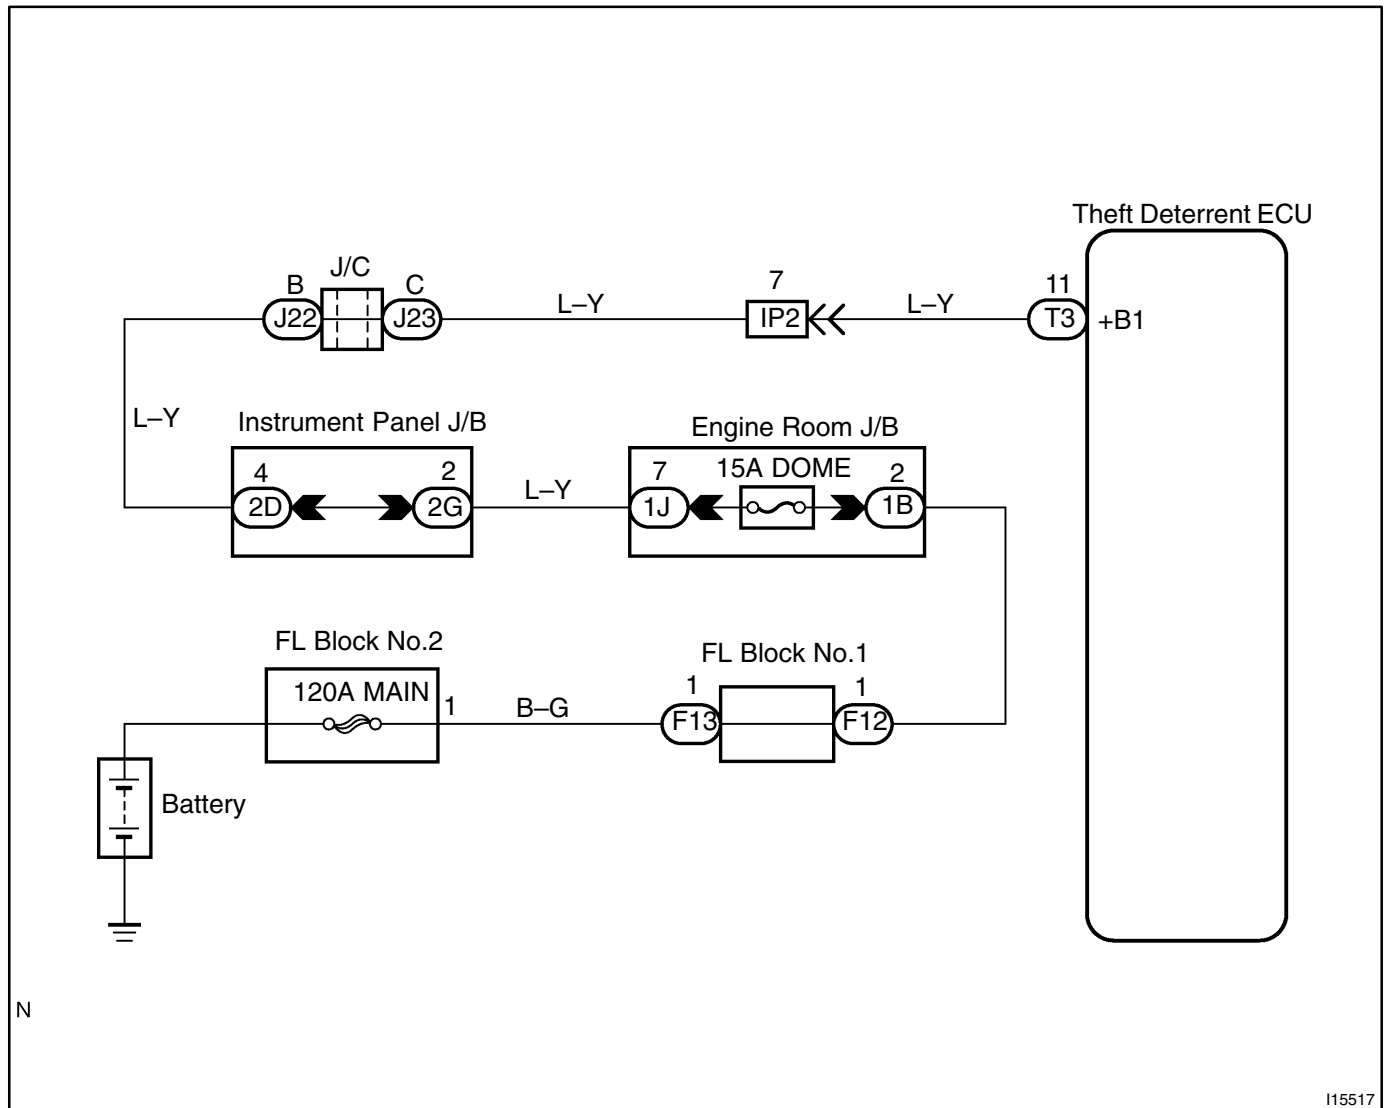 Theft Deterrent ECU
J/C
B
C
7
11
J22
J23
L–Y
IP2
L–Y
T3
+B1
L–Y
Instrument Panel J/B
Engine Room J/B
4
2
7
15A DOME
2
2D
2G
L–Y
1J
1B
FL Block No.2
FL Block No.1
120A MAIN
1
B–G
1
1
F13
F12
Battery
N
I15517